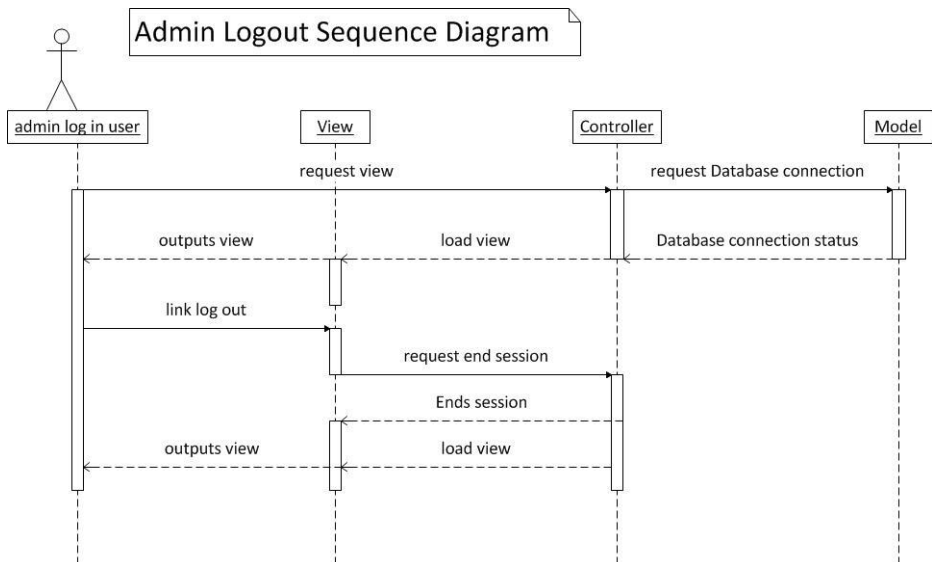 Admin Logout Sequence Diagram
admin log in user
View
Controller
Model
request view
request Database connection
outputs view
load view
Database connection status
link log out
request end session
Ends session
outputs view
load view